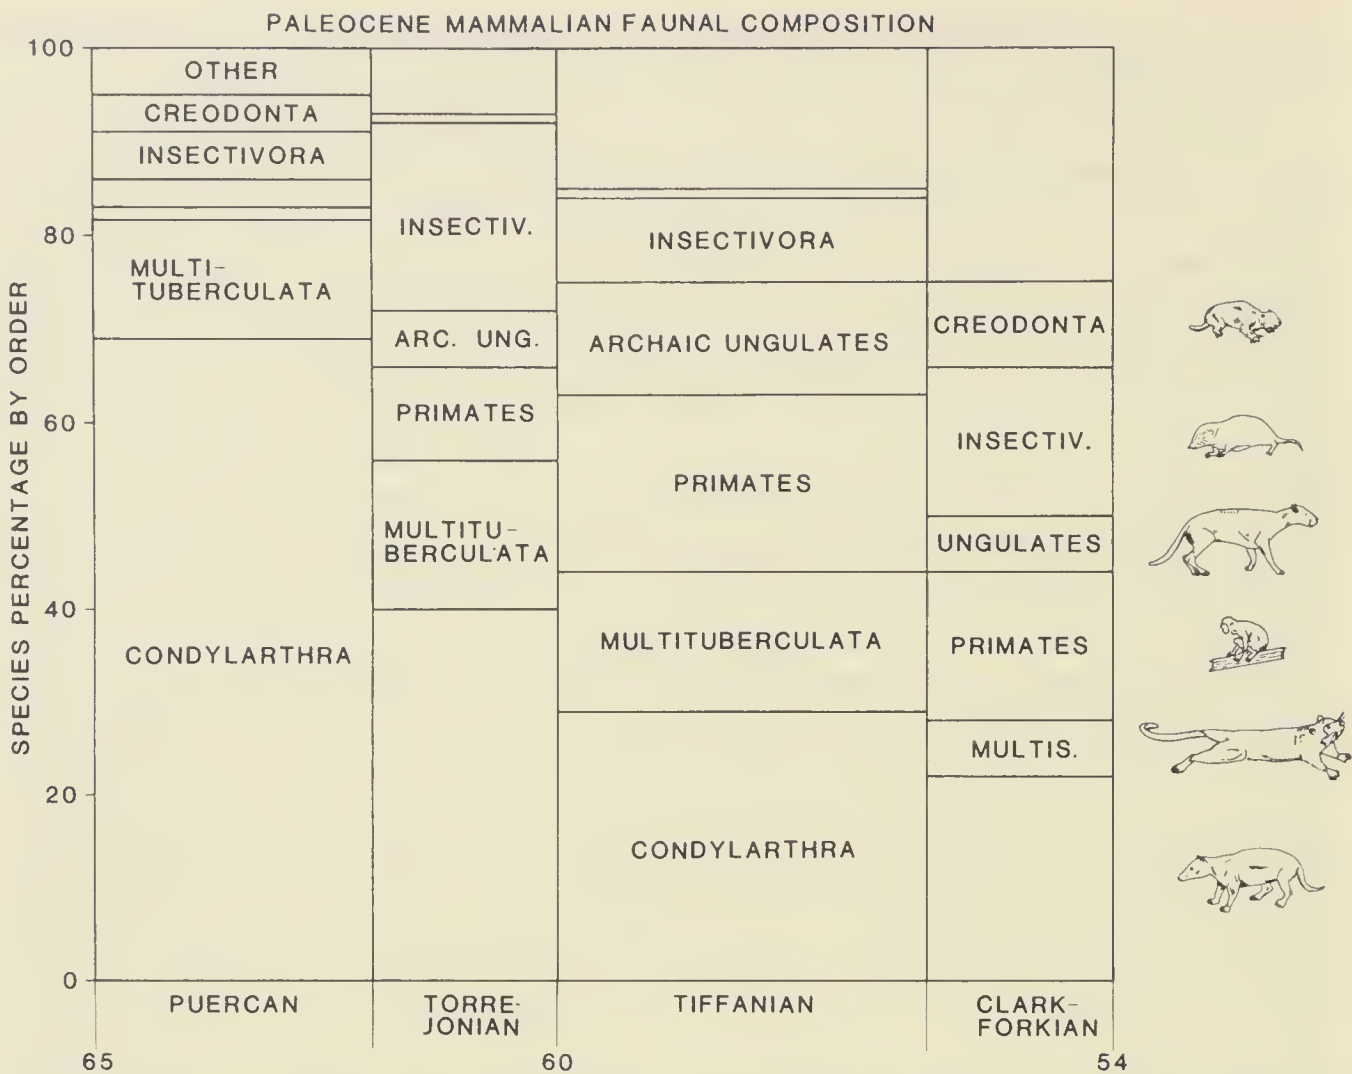 PALEOCENE MAMMALIAN FAUNAL COMPOSITION
SPECIES PERCENTAGE BY ORDER
100
80
60
40
20
0
OTHER
CREODONTA
INSECTIVORA
MULTI-
TUBERCULATA
CONDYLARTHRA
INSECTIV.
ARC. UNG.
PRIMATES
MULTITU-
BERCULATA
INSECTIVORA
ARCHAIC UNGULATES
PRIMATES
MULTITUBERCULATA
CONDYLARTHRA
CREODONTA
INSECTIV.
UNGULATES
PRIMATES
MULTIS.
PUERCAN
TORRE-
JONIAN
TIFFANIAN
CLARK-
FORKIAN
65
60
54